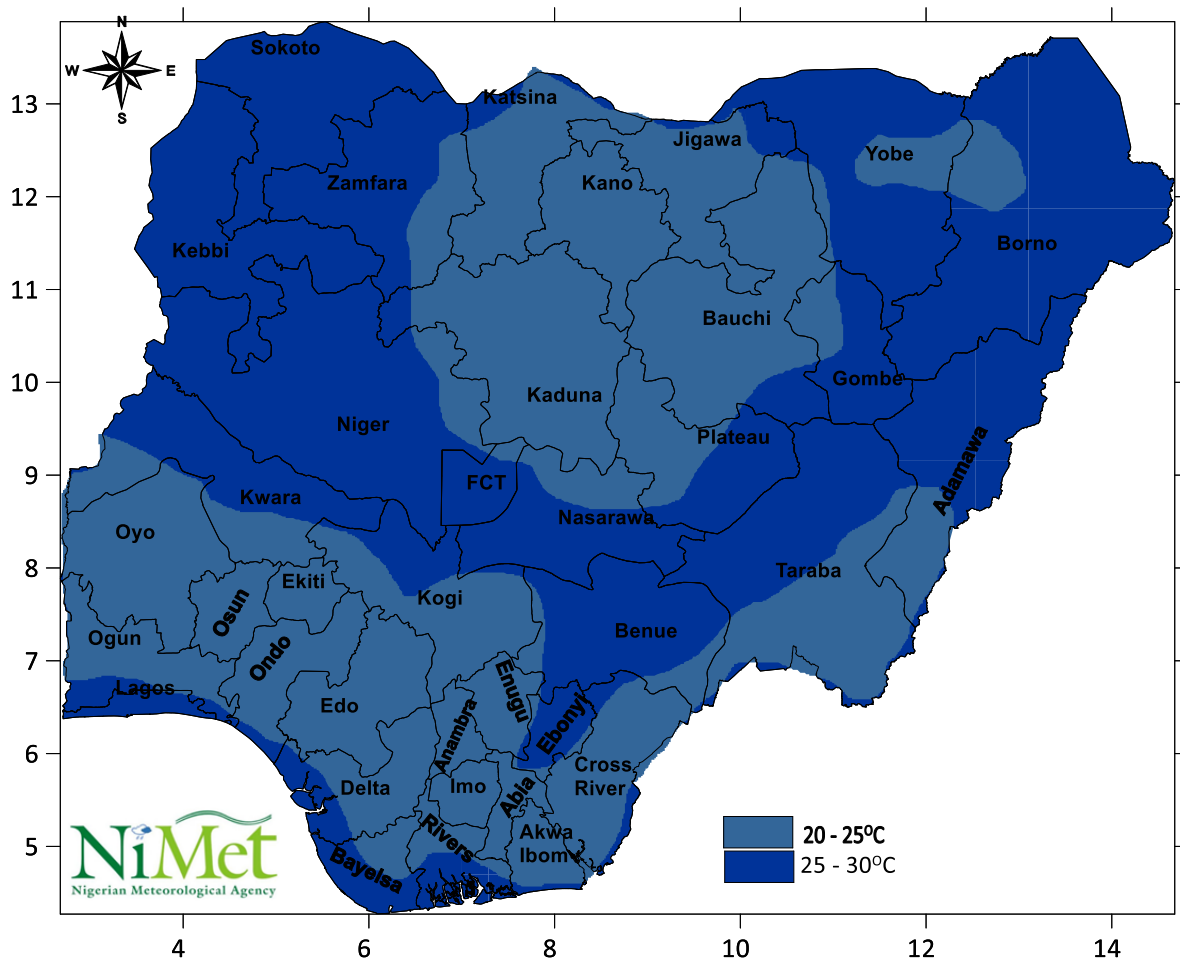 N
W
E
S
Sokoto
Katsina
13
Jigawa
Yobe
Zamfara
Kano
12
Kebbi
Borno
11
Bauchi
10
Gombe
Kaduna
Niger
Plateau
Adamawa
9
FCT
Kwara
Nasarawa
Oyo
8
Taraba
Ekiti
Kogi
Osun
Benue
Ogun
Ondo
7
Lagos
Enugu
Edo
Anambra
Ebonyi
6
Cross
River
Delta
Imo
Abia
Rivers
Akwa
Ibom
5
Bayelsa
NiMet
Nigerian Meteorological Agency
20 - 25⁰C
25 - 30⁰C
4
6
8
10
12
14